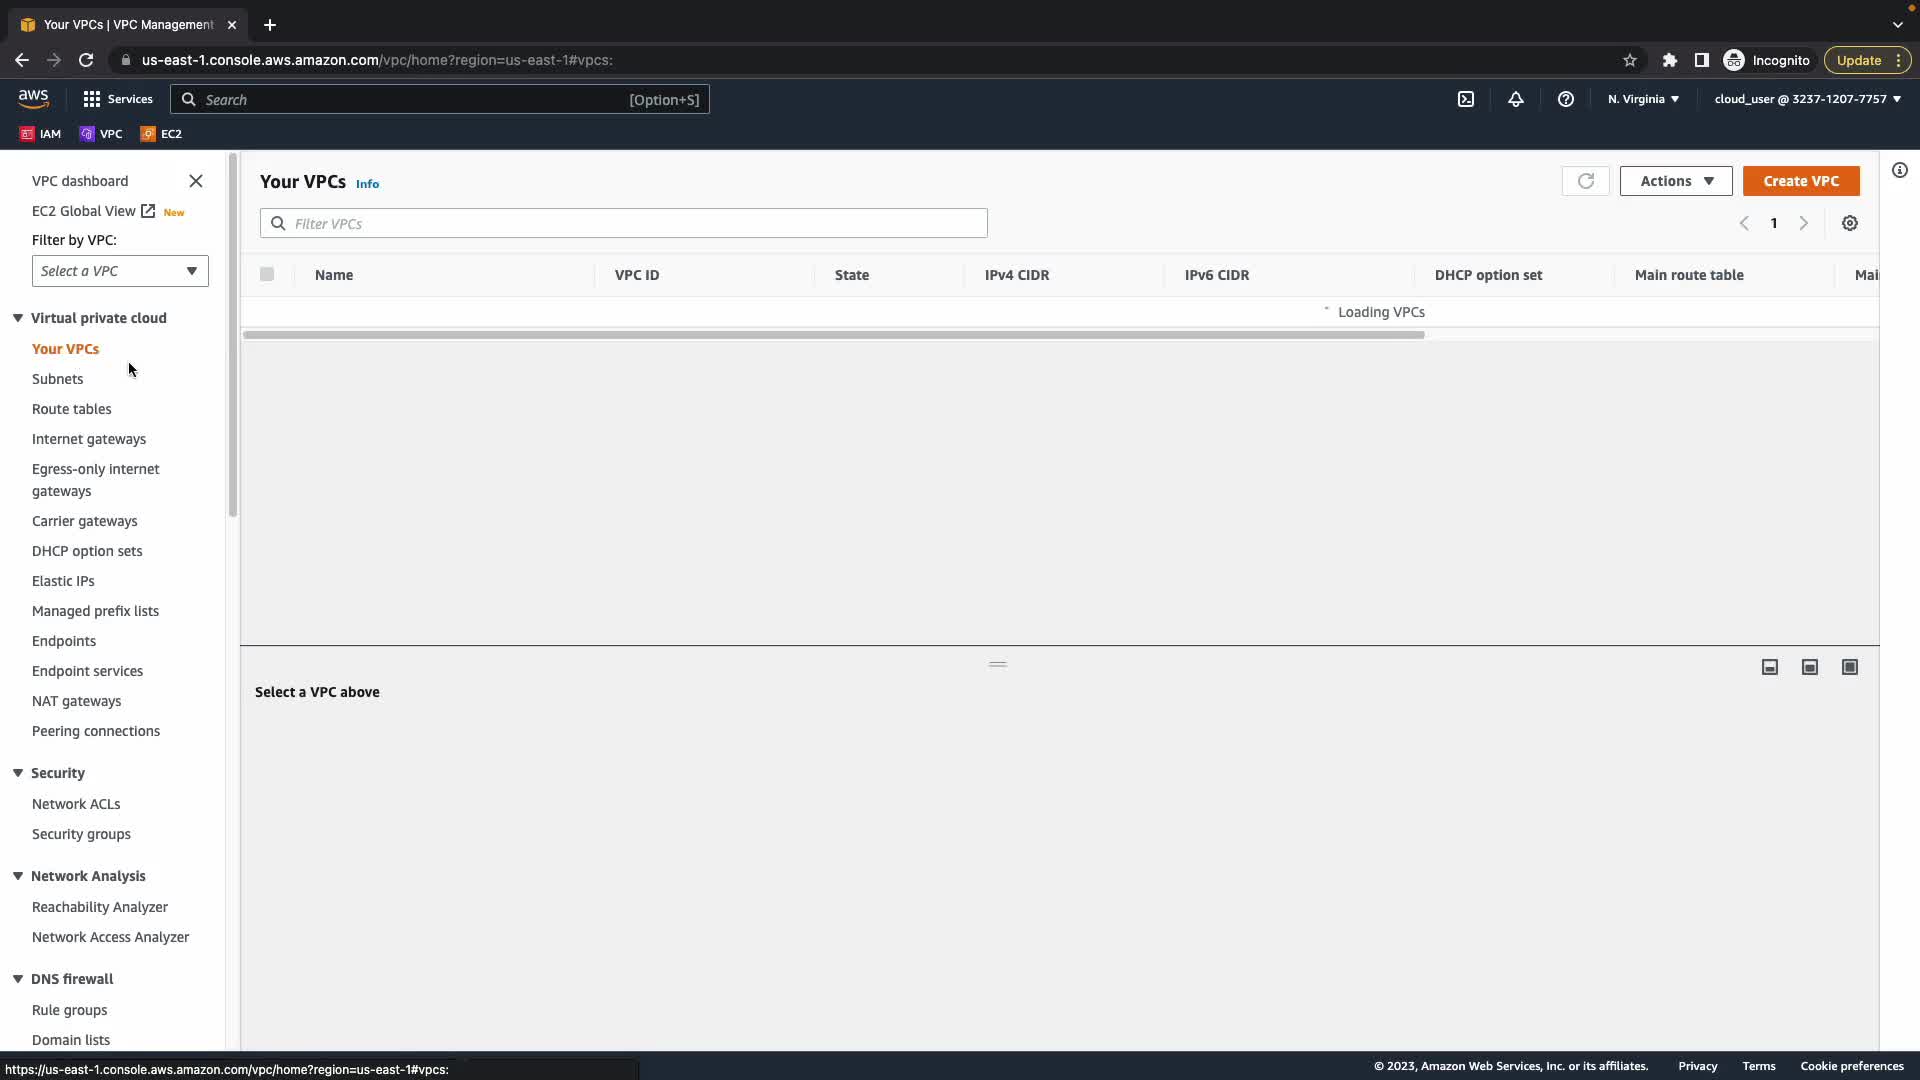 Your VPCs | VPC Management
us-east-1.console.aws.amazon.com/vpc/home?region=us-east-1#vpcs:
Incognito
Update
aws
Services
Search
[Option+S]
N. Virginia
cloud_user @ 3237-1207-7757
IAM
VPC
EC2
VPC dashboard
EC2 Global View
New
Filter by VPC:
Select a VPC
Virtual private cloud
Your VPCs
Subnets
Route tables
Internet gateways
Egress-only internet
gateways
Carrier gateways
DHCP option sets
Elastic IPs
Managed prefix lists
Endpoints
Endpoint services
NAT gateways
Peering connections
Security
Network ACLs
Security groups
Network Analysis
Reachability Analyzer
Network Access Analyzer
DNS firewall
Rule groups
Domain lists
Your VPCs Info
Actions
Create VPC
Filter VPCs
1
Name
VPC ID
State
IPv4 CIDR
IPv6 CIDR
DHCP option set
Main route table
Mai
Loading VPCs
Select a VPC above
https://us-east-1.console.aws.amazon.com/vpc/home?region=us-east-1#vpcs:
© 2023, Amazon Web Services, Inc. or its affiliates.
Privacy
Terms
Cookie preferences